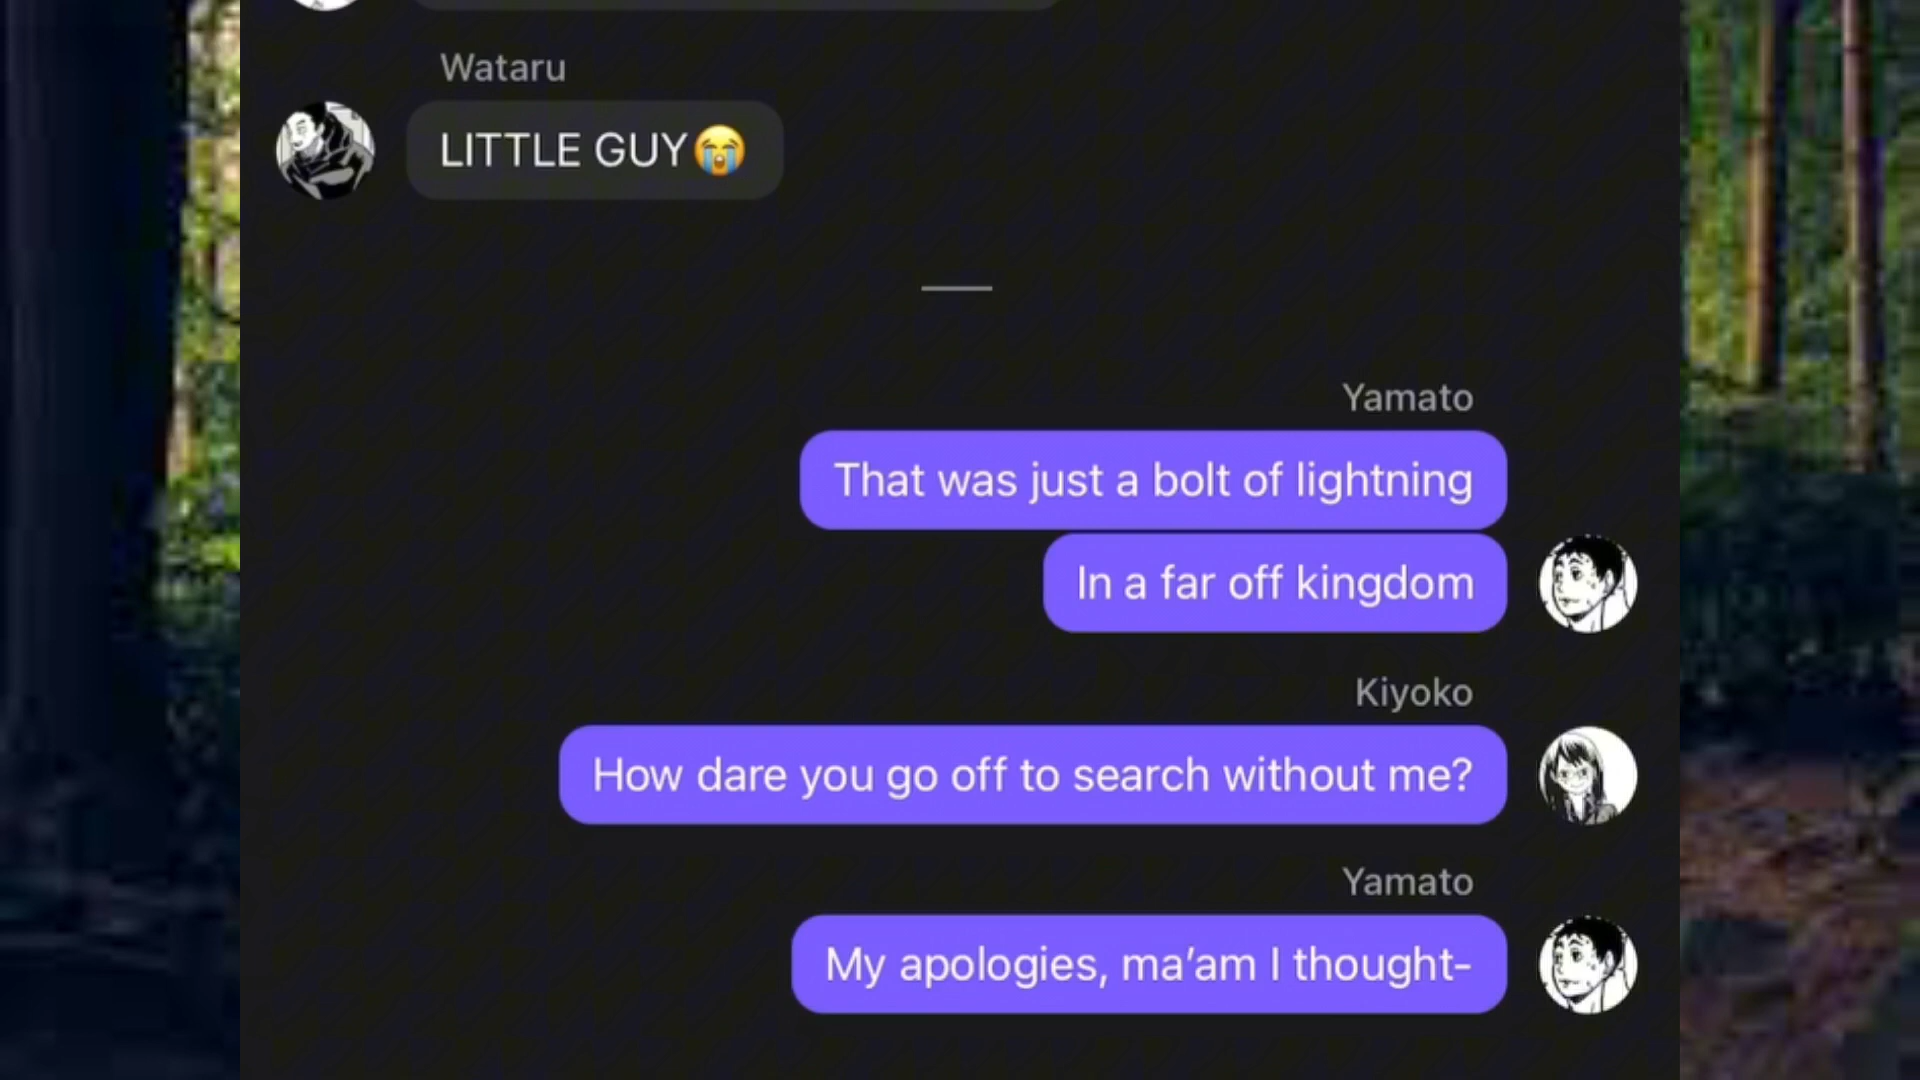 Wataru
LITTLE GUY😭
Yamato
That was just a bolt of lightning
In a far off kingdom
Kiyoko
How dare you go off to search without me?
Yamato
My apologies, ma’am I thought-